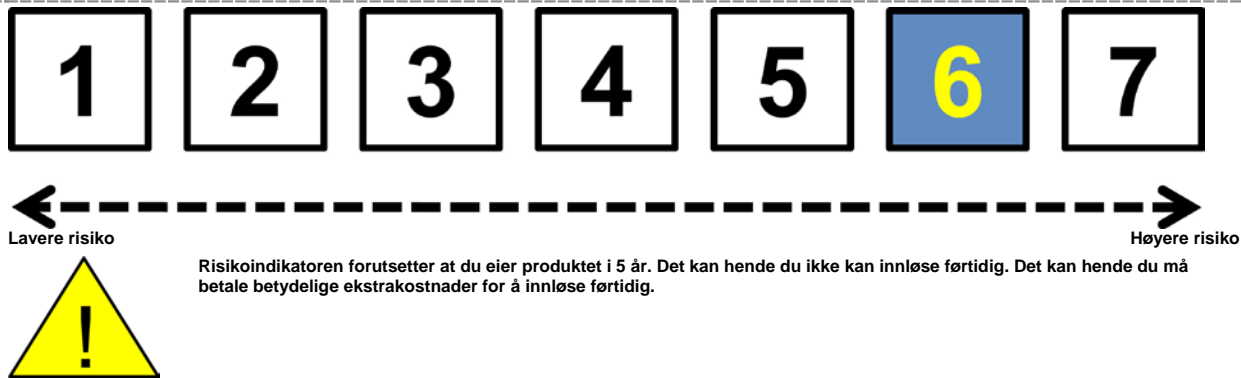 1 2 3 4 5 6 7
Lavere risiko Høyere risiko
Risikoindikatoren forutsetter at du eier produktet i 5 år. Det kan hende du ikke kan innløse førtidig. Det kan hende du må
betale betydelige ekstrakostnader for å innløse førtidig.
!